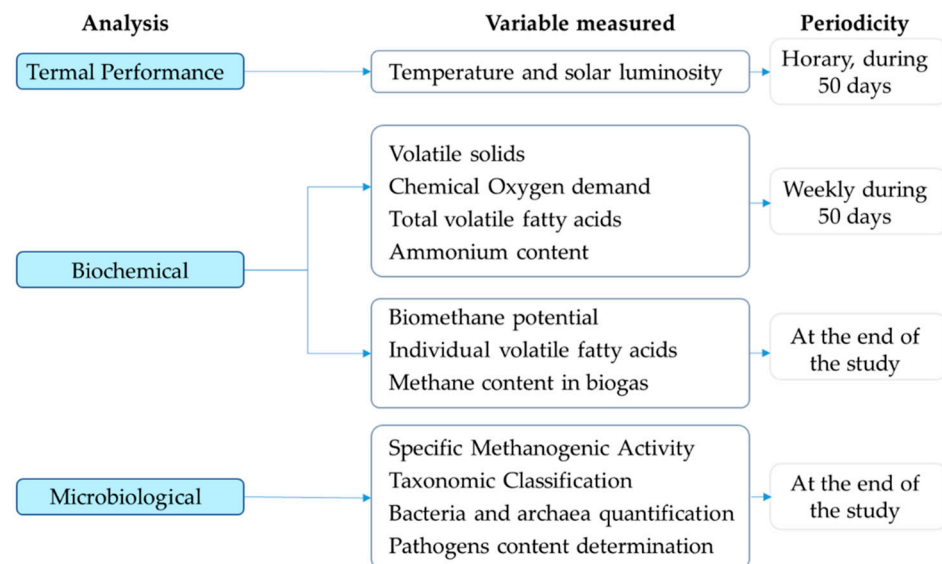 Analysis
Variable measured
Periodicity
Termal Performance
Temperature and solar luminosity
Horary, during
50 days
Biochemical
Volatile solids
Chemical Oxygen demand
Total volatile fatty acids
Ammonium content
Weekly during
50 days
Biomethane potential
Individual volatile fatty acids
Methane content in biogas
At the end of
the study
Microbiological
Specific Methanogenic Activity
Taxonomic Classification
Bacteria and archaea quantification
Pathogens content determination
At the end of
the study